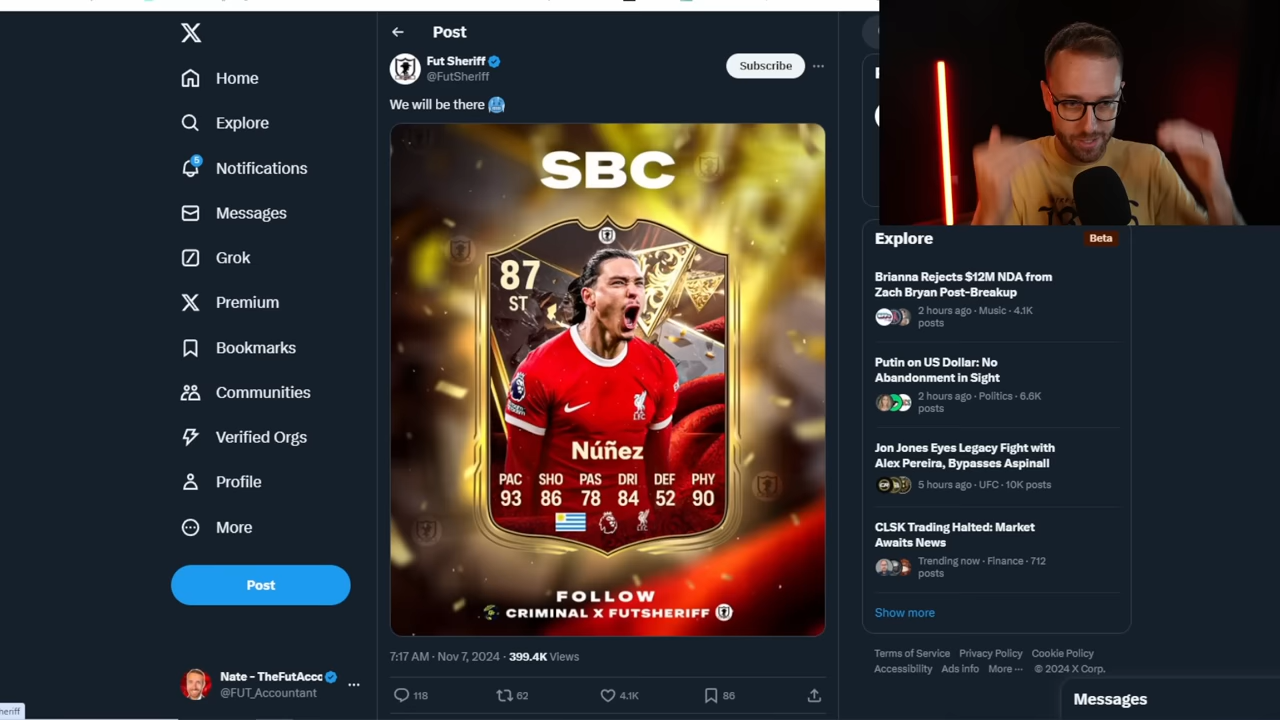 Home
Explore
5
Notifications
Messages
Grok
Premium
Bookmarks
Communities
Verified Orgs
Profile
More
Post
Nate - TheFutAccc
@FUT_Accountant
heriff
Post
Fut Sheriff
@FutSheriff
Subscribe
We will be there 🥶
SBC
87
ST
Núñez
PAC SHO PAS DRI DEF PHY
93 86 78 84 52 90
FOLLOW
CRIMINAL X FUTSHERIFF
7:17 AM · Nov 7, 2024 · 399.4K Views
118
62
4.1K
86
Explore
Beta
Brianna Rejects $12M NDA from
Zach Bryan Post-Breakup
2 hours ago · Music · 4.1K
posts
Putin on US Dollar: No
Abandonment in Sight
2 hours ago · Politics · 6.6K
posts
Jon Jones Eyes Legacy Fight with
Alex Pereira, Bypasses Aspinall
5 hours ago · UFC · 10K posts
CLSK Trading Halted: Market
Awaits News
Trending now · Finance · 712
posts
Show more
Terms of Service Privacy Policy Cookie Policy
Accessibility Ads info More ··· © 2024 X Corp.
Messages